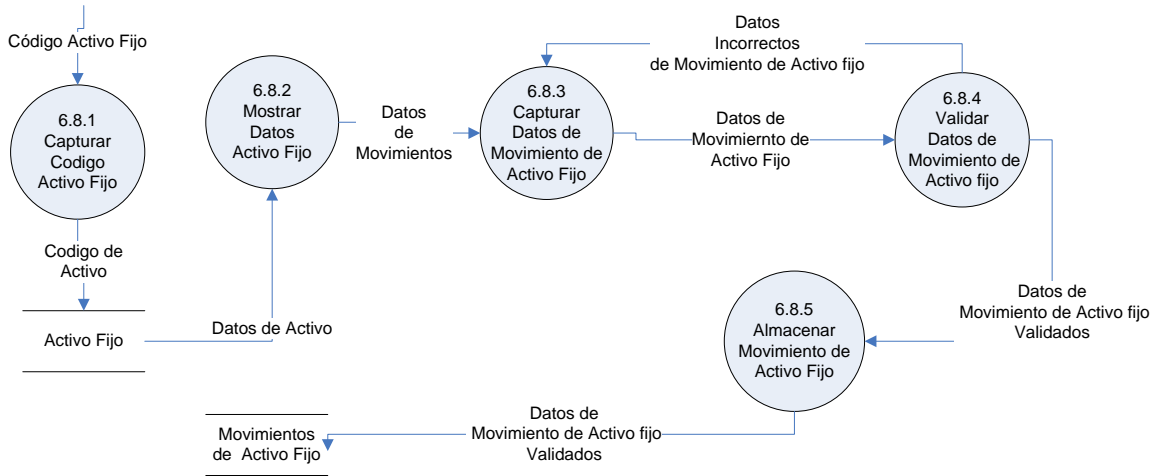 Código Activo Fijo
6.8.1
Capturar
Codigo
Activo Fijo
Codigo de
Activo
Activo Fijo
Datos de Activo
6.8.2
Mostrar
Datos
Activo Fijo
Datos
de
Movimientos
6.8.3
Capturar
Datos de
Movimiento de
Activo Fijo
Datos
Incorrectos
de Movimiento de Activo fijo
Datos de
Movimiernto de
Activo Fijo
6.8.4
Validar
Datos de
Movimiento de
Activo fijo
Datos de
Movimiento de Activo fijo
Validados
6.8.5
Almacenar
Movimiento de
Activo Fijo
Datos de
Movimiento de Activo fijo
Validados
Movimientos
de Activo Fijo